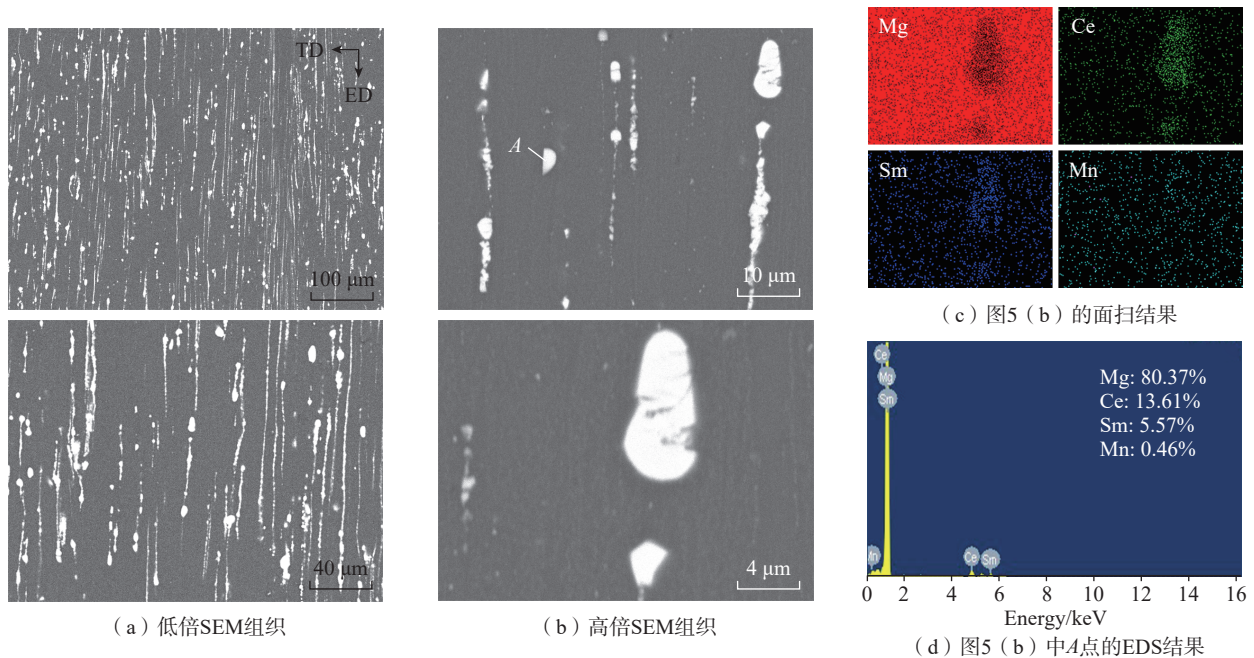 TD
ED
100 μm
40 μm
(a)低倍SEM组织
A
10 μm
4 μm
(b)高倍SEM组织
Mg
Ce
Sm
Mn
(c)图5(b)的面扫结果
Ce
Mg
Sm
Mn
Ce
Sm
Mg: 80.37%
Ce: 13.61%
Sm: 5.57%
Mn: 0.46%
0 2 4 6 8 10 12 14 16
Energy/keV
(d)图5(b)中A点的EDS结果